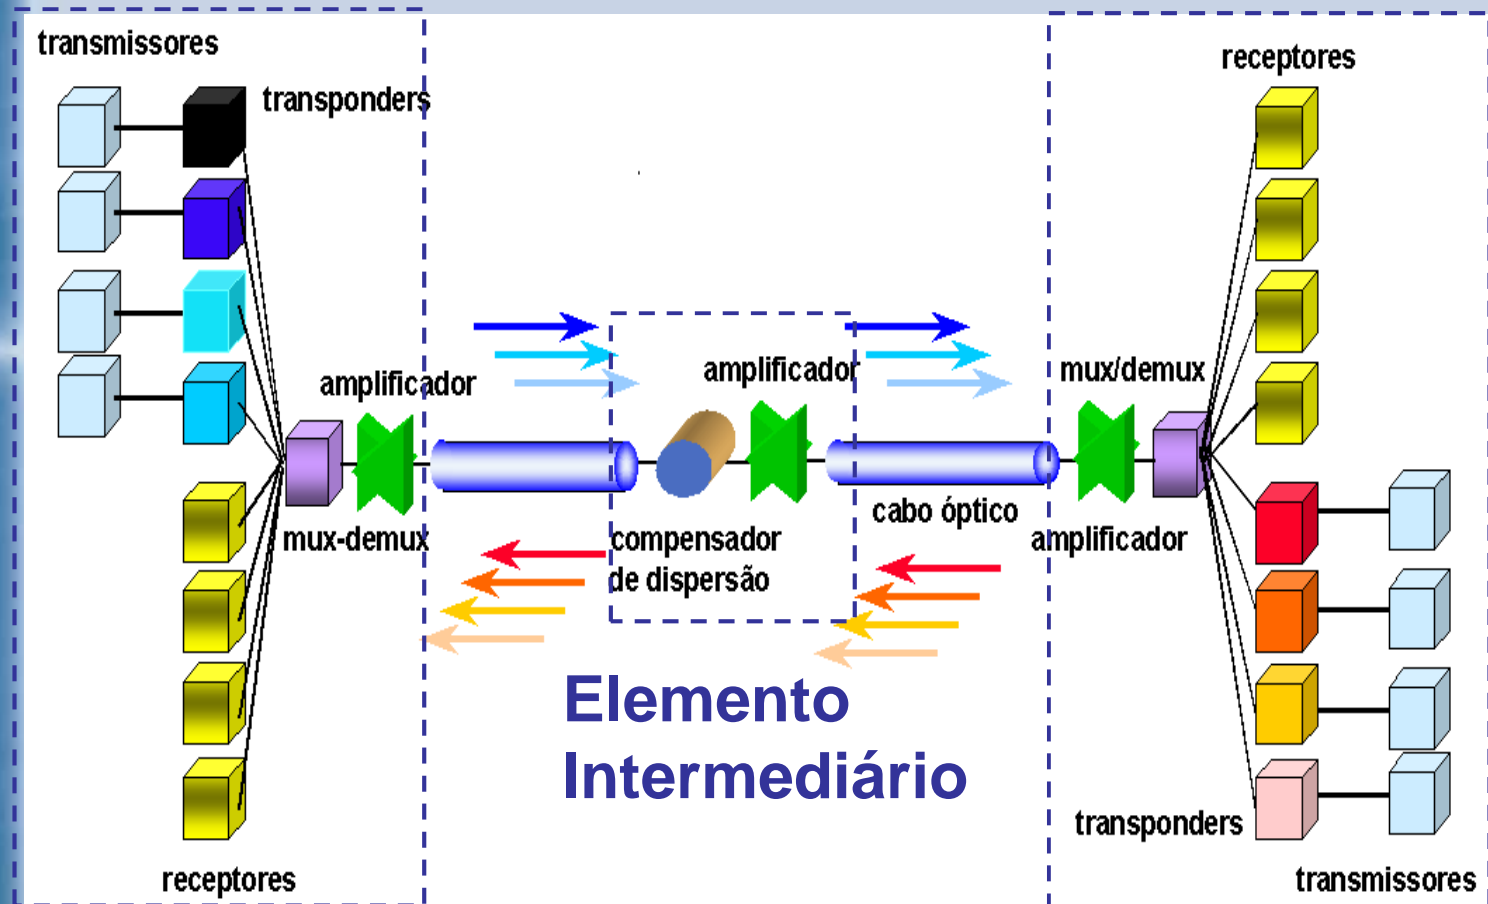 transmissores
transponders
receptores
amplificador
amplificador
mux/demux
mux-demux
compensador
de dispersão
cabo óptico
amplificador
Elemento
Intermediário
transponders
receptores
transmissores